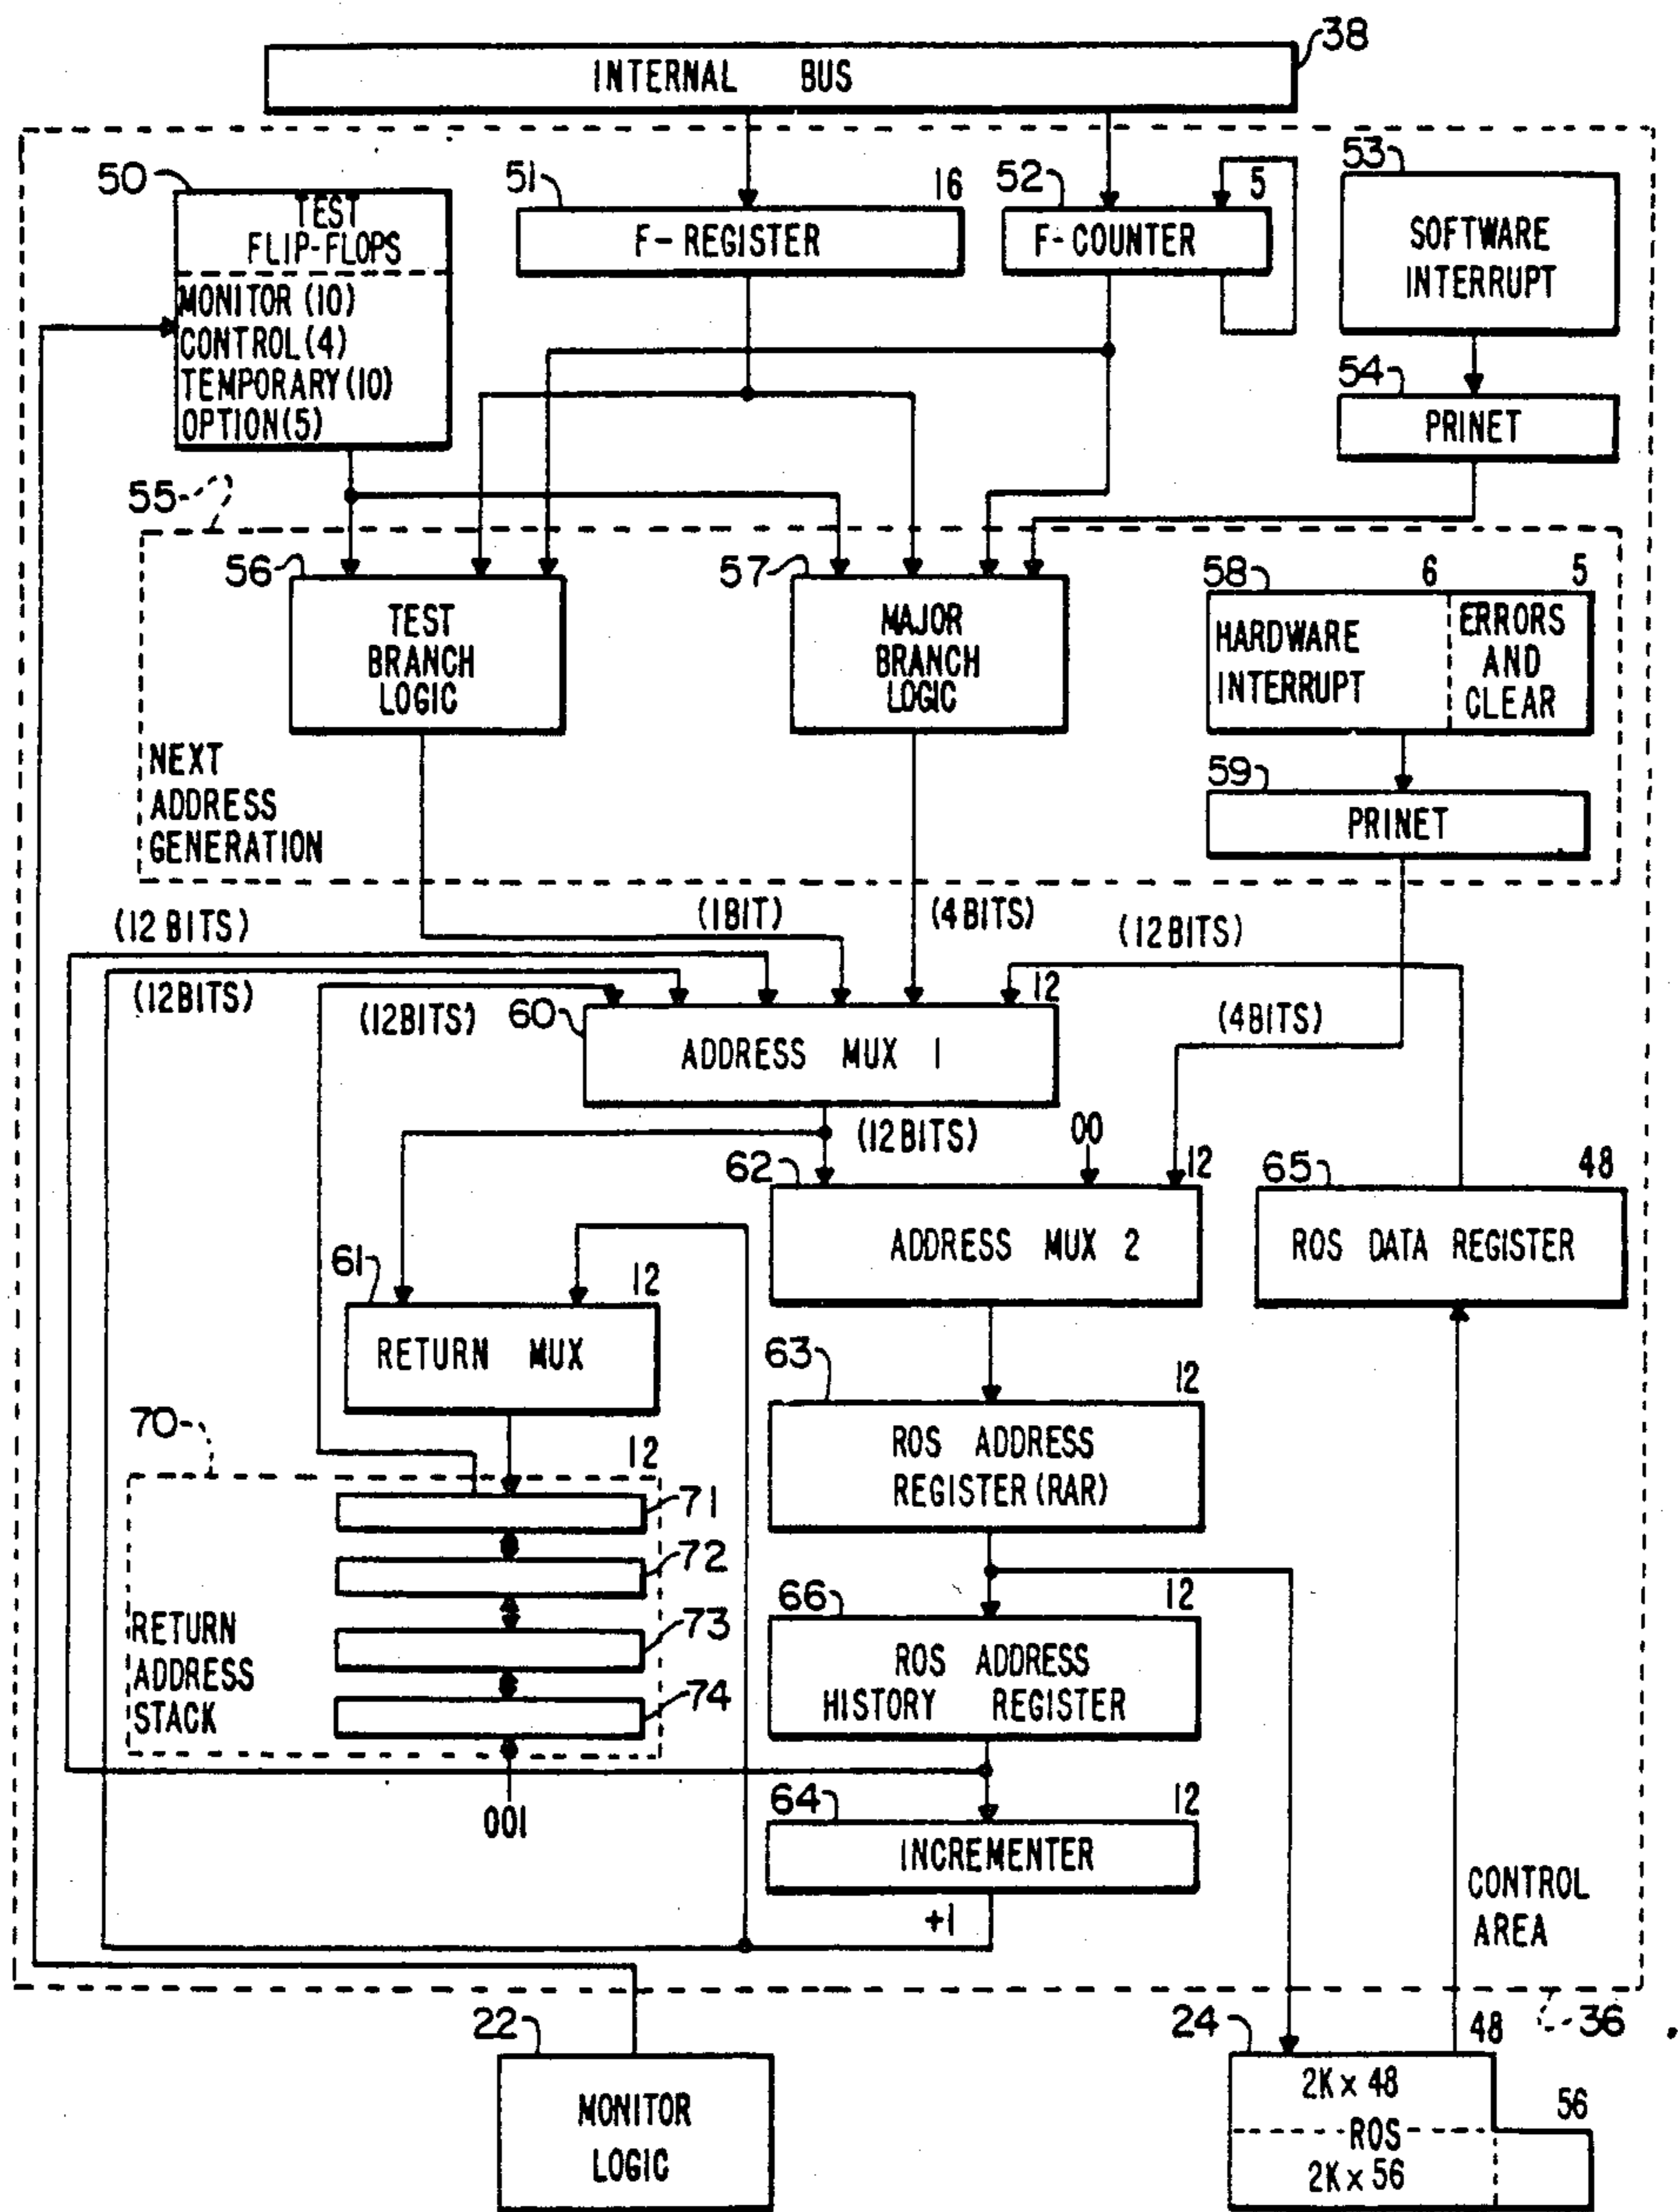 38
INTERNAL BUS
50
TEST
FLIP-FLOPS
MONITOR (10)
CONTROL (4)
TEMPORARY (10)
OPTION (5)
51
16
F-REGISTER
52
5
F-COUNTER
53
SOFTWARE
INTERRUPT
54
PRINET
55
56
TEST
BRANCH
LOGIC
57
MAJOR
BRANCH
LOGIC
58
6
5
HARDWARE
INTERRUPT
ERRORS
AND
CLEAR
59
PRINET
NEXT
ADDRESS
GENERATION
(12 BITS)
(1 BIT)
(4 BITS)
(12 BITS)
(12 BITS)
(12 BITS)
60
12
ADDRESS MUX 1
(4 BITS)
(12 BITS)
00
62
12
ADDRESS MUX 2
65
48
ROS DATA REGISTER
61
12
RETURN MUX
63
12
ROS ADDRESS
REGISTER (RAR)
70
12
71
72
73
74
RETURN
ADDRESS
STACK
001
66
12
ROS ADDRESS
HISTORY REGISTER
64
12
INCREMENTER
+1
CONTROL
AREA
36
22
MONITOR
LOGIC
24
48
2K x 48
56
ROS
2K x 56